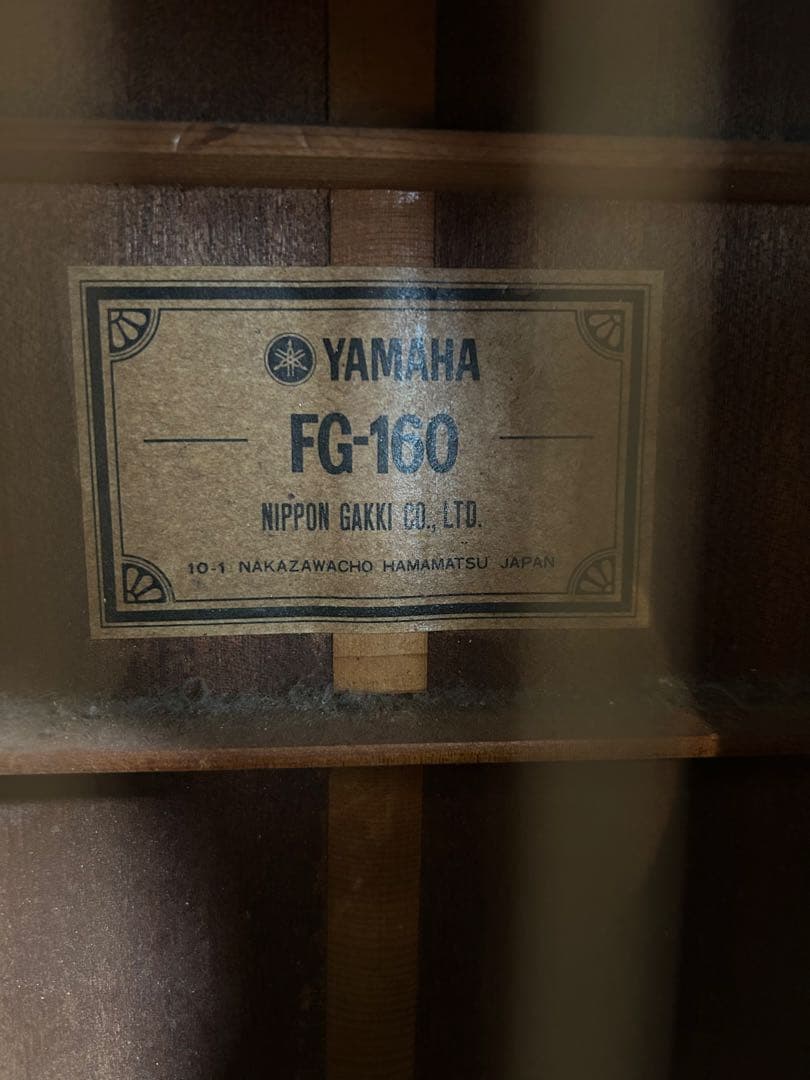 YAMAHA
FG-160
NIPPON GAKKI CO., LTD.
10-1 NAKAZAWACHO HAMAMATSU JAPAN